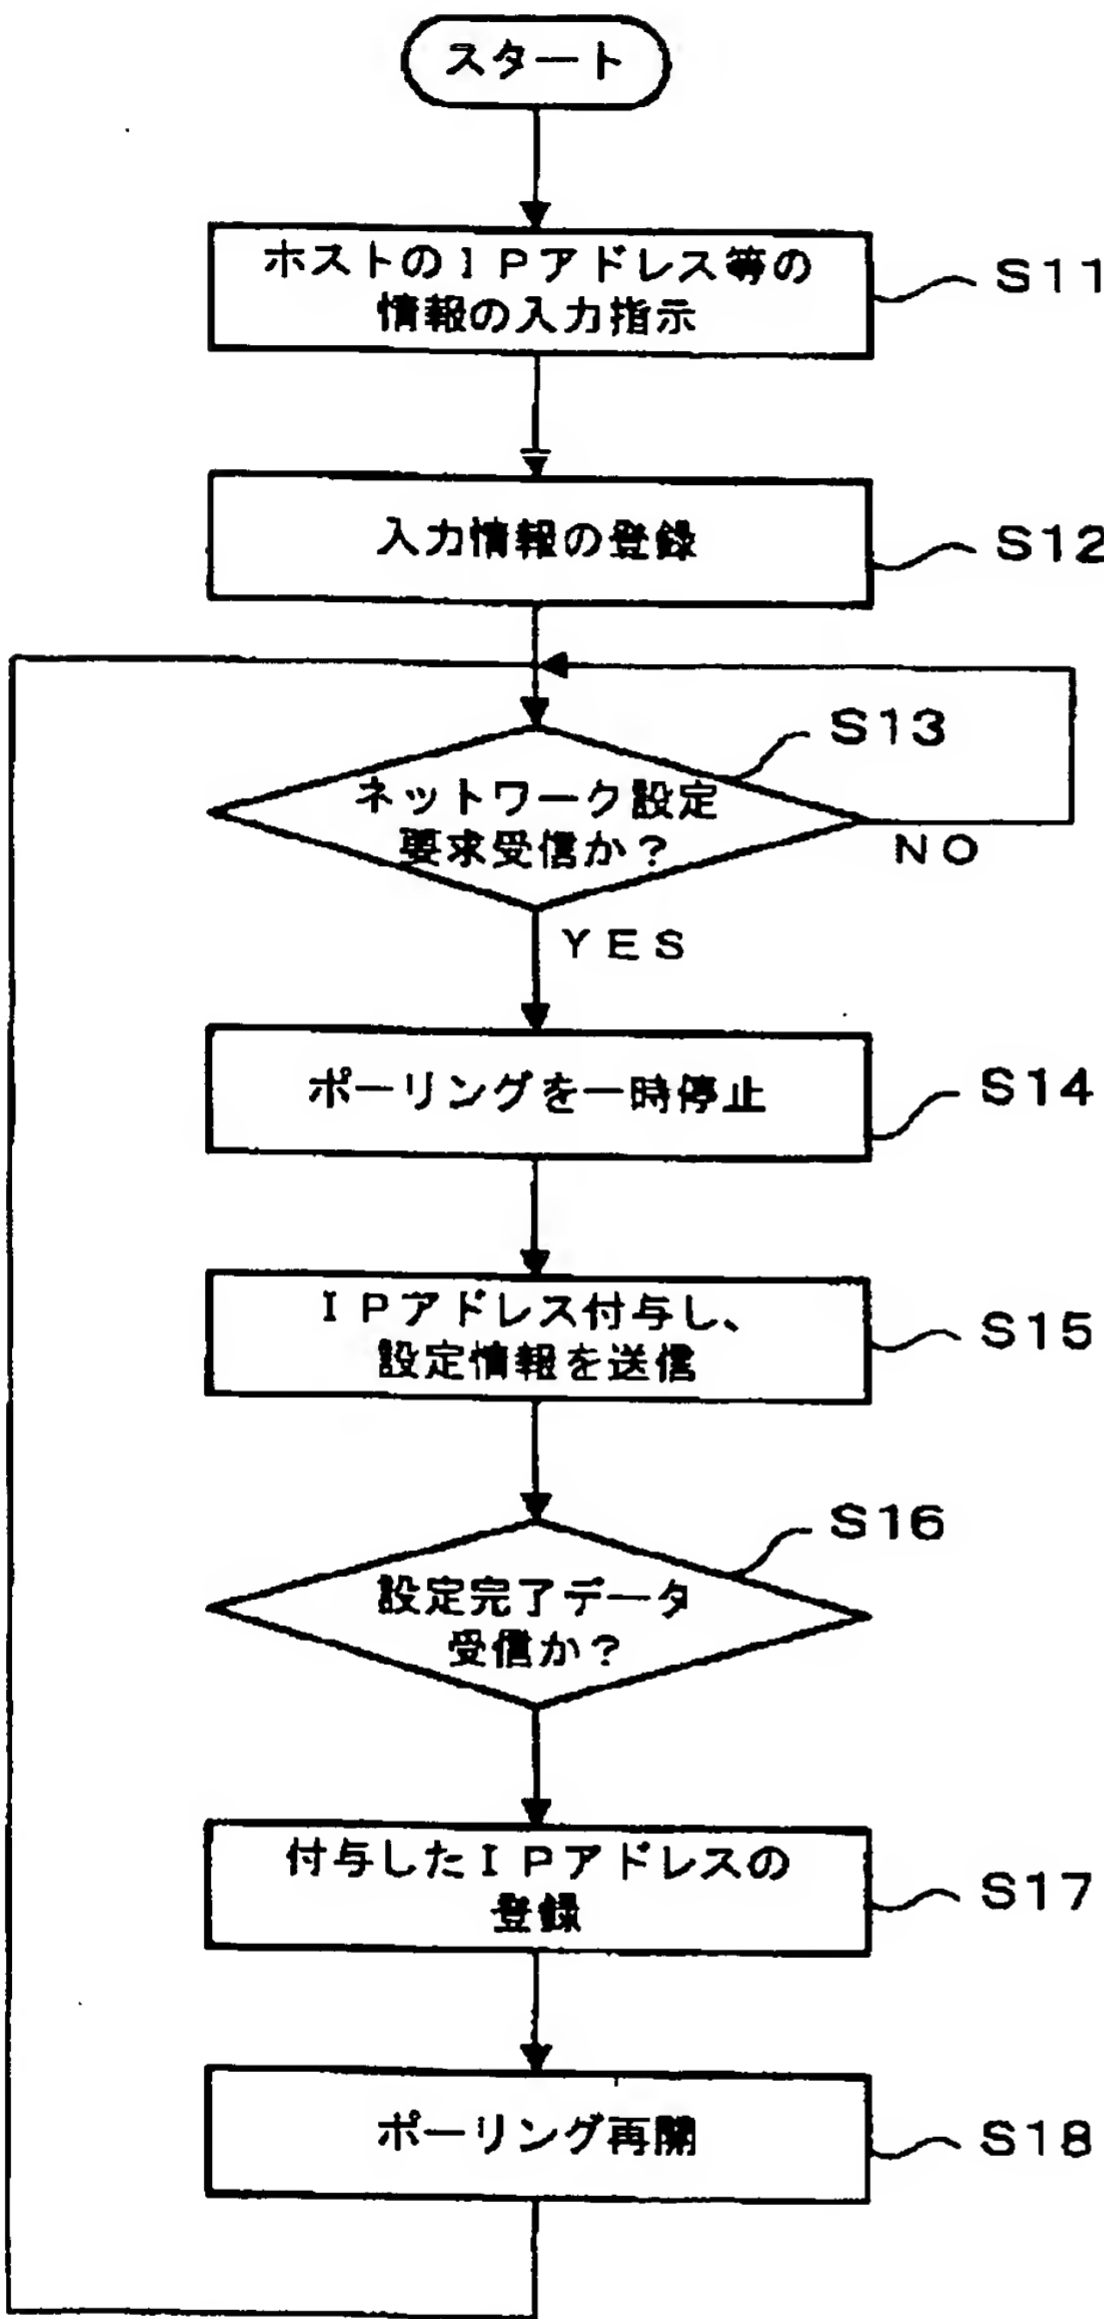 スタート
ホストのIPアドレス等の
情報の入力指示
S11
入力情報の登録
S12
S13
ネットワーク設定
要求受信か?
NO
YES
ポーリングを一時停止
S14
IPアドレス付与し、
設定情報を送信
S15
S16
設定完了データ
受信か?
付与したIPアドレスの
登録
S17
ポーリング再開
S18